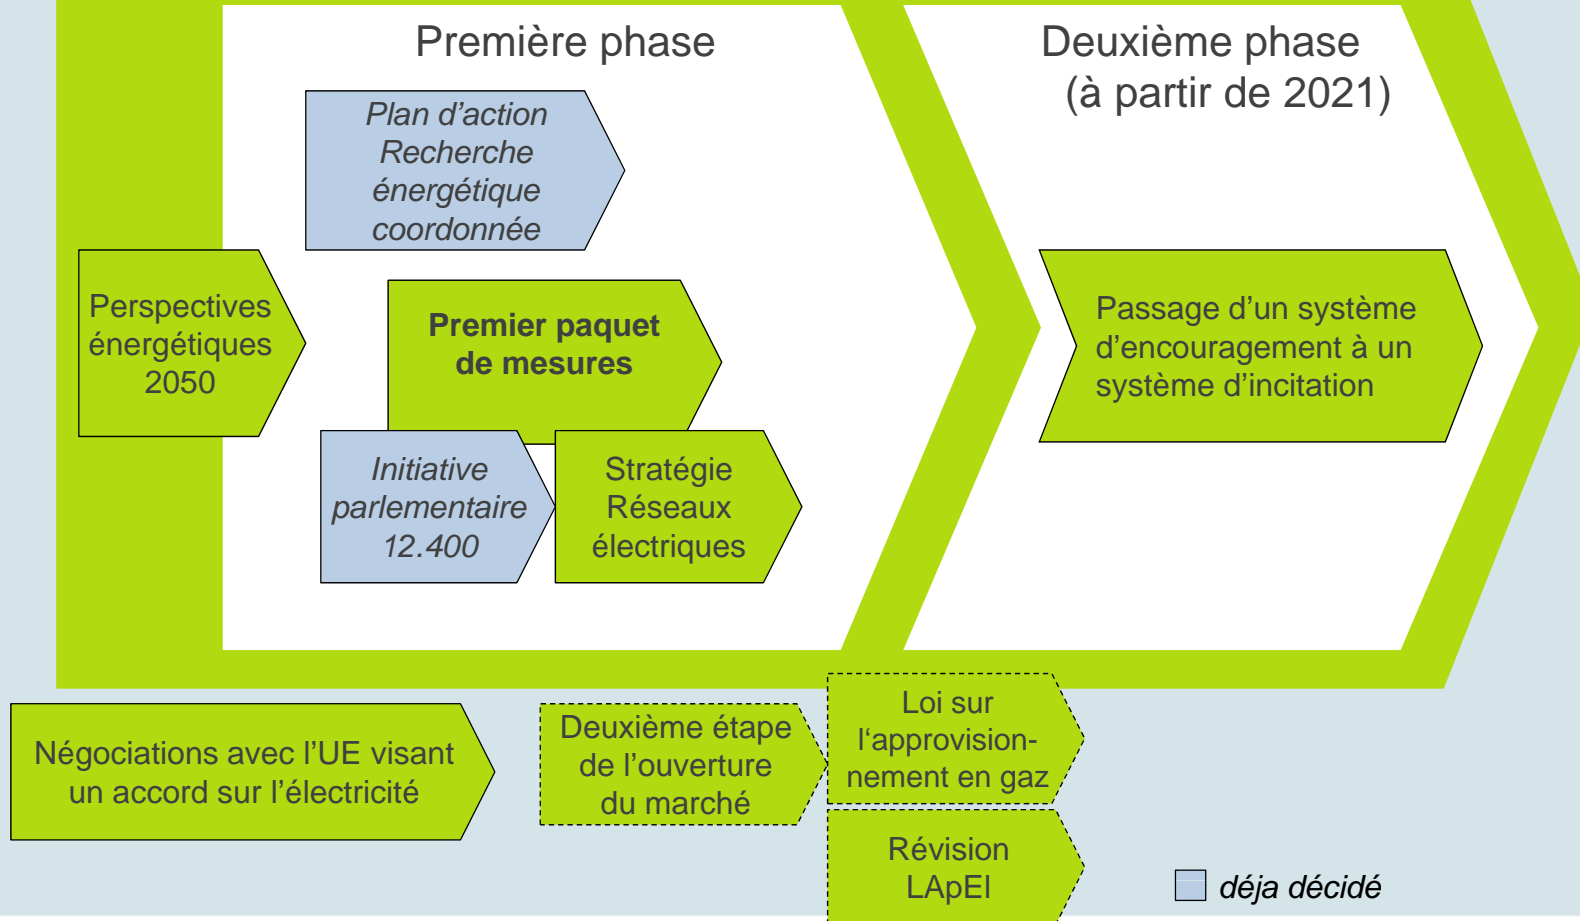 Première phase
Deuxième phase
(à partir de 2021)
Plan d’action
Recherche
énergétique
coordonnée
Perspectives
énergétiques
2050
Premier paquet
de mesures
Passage d’un système
d’encouragement à un
système d’incitation
Initiative
parlementaire
12.400
Stratégie
Réseaux
électriques
Négociations avec l’UE visant
un accord sur l’électricité
Deuxième étape
de l’ouverture
du marché
Loi sur
l‘approvision-
nement en gaz
Révision
LApEl
déja décidé